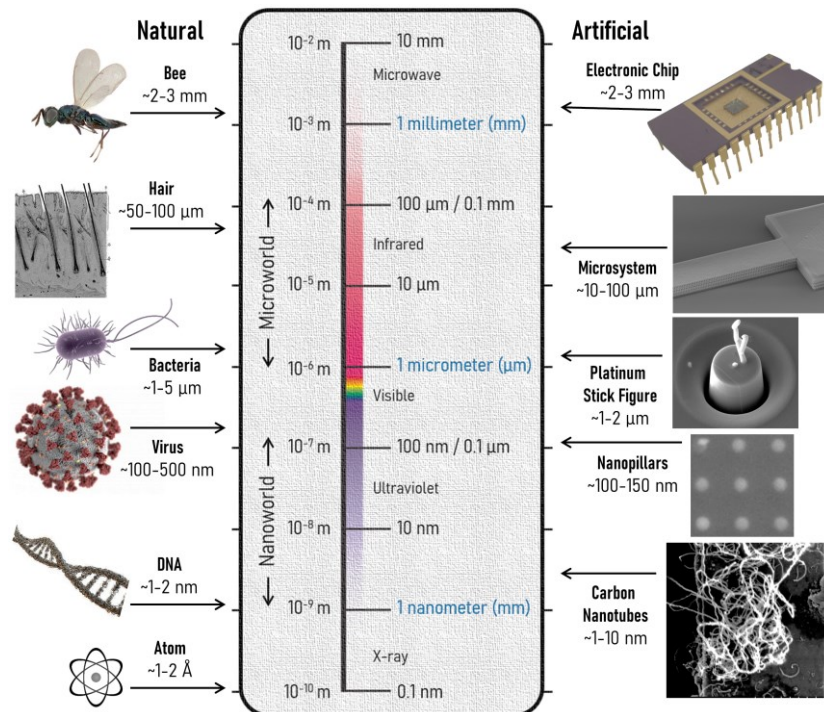 Natural
Artificial
Bee
~2-3 mm
Hair
~50-100 µm
Bacteria
~1-5 µm
Virus
~100-500 nm
DNA
~1-2 nm
Atom
~1-2 Å
Microworld
Nanoworld
10⁻² m
10 mm
Microwave
10⁻³ m
1 millimeter (mm)
10⁻⁴ m
100 µm / 0.1 mm
Infrared
10⁻⁵ m
10 µm
10⁻⁶ m
1 micrometer (µm)
Visible
10⁻⁷ m
100 nm / 0.1 µm
Ultraviolet
10⁻⁸ m
10 nm
10⁻⁹ m
1 nanometer (mm)
X-ray
10⁻¹⁰ m
0.1 nm
Electronic Chip
~2-3 mm
Microsystem
~10-100 µm
Platinum
Stick Figure
~1-2 µm
Nanopillars
~100-150 nm
Carbon
Nanotubes
~1-10 nm